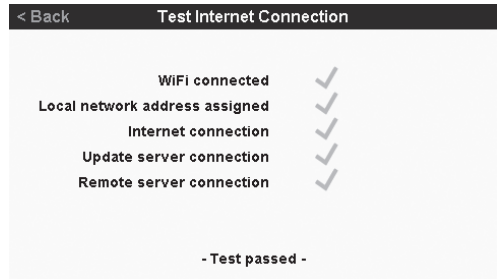 < Back Test Internet Connection
WiFi connected
Local network address assigned
Internet connection
Update server connection
Remote server connection
- Test passed -